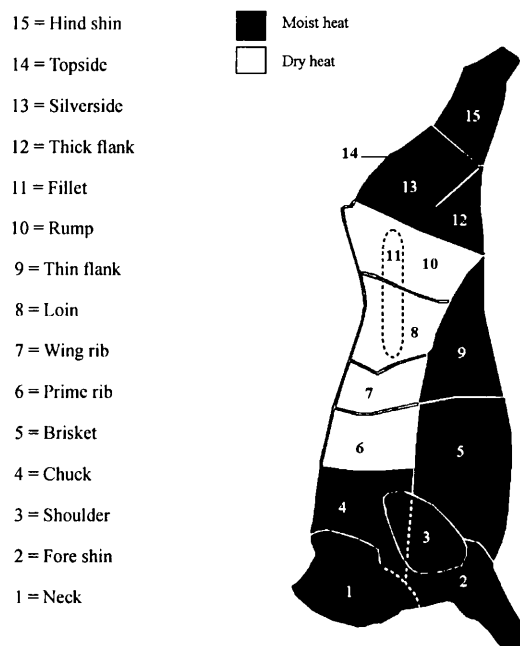 15 = Hind shin
14 = Topside
13 = Silverside
12 = Thick flank
11 = Fillet
10 = Rump
9 = Thin flank
8 = Loin
7 = Wing rib
6 = Prime rib
5 = Brisket
4 = Chuck
3 = Shoulder
2 = Fore shin
1 = Neck
Moist heat
Dry heat
15
14
13
12
11
10
8
9
7
6
5
4
3
2
1